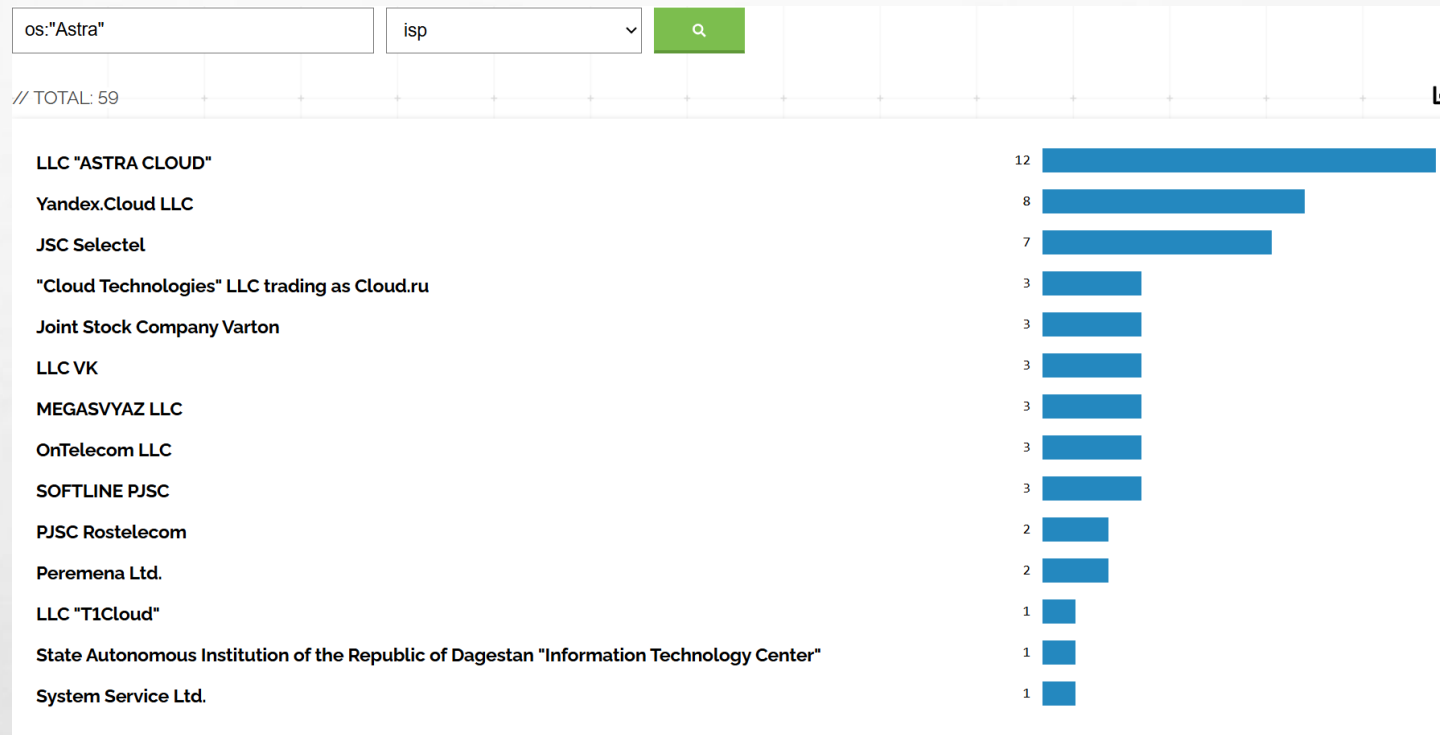 os:"Astra" isp
// TOTAL: 59
LLC "ASTRA CLOUD" 12
Yandex.Cloud LLC 8
JSC Selectel 7
"Cloud Technologies" LLC trading as Cloud.ru 3
Joint Stock Company Varton 3
LLC VK 3
MEGASVYAZ LLC 3
OnTelecom LLC 3
SOFTLINE PJSC 3
PJSC Rostelecom 2
Peremena Ltd. 2
LLC "T1Cloud" 1
State Autonomous Institution of the Republic of Dagestan "Information Technology Center" 1
System Service Ltd. 1